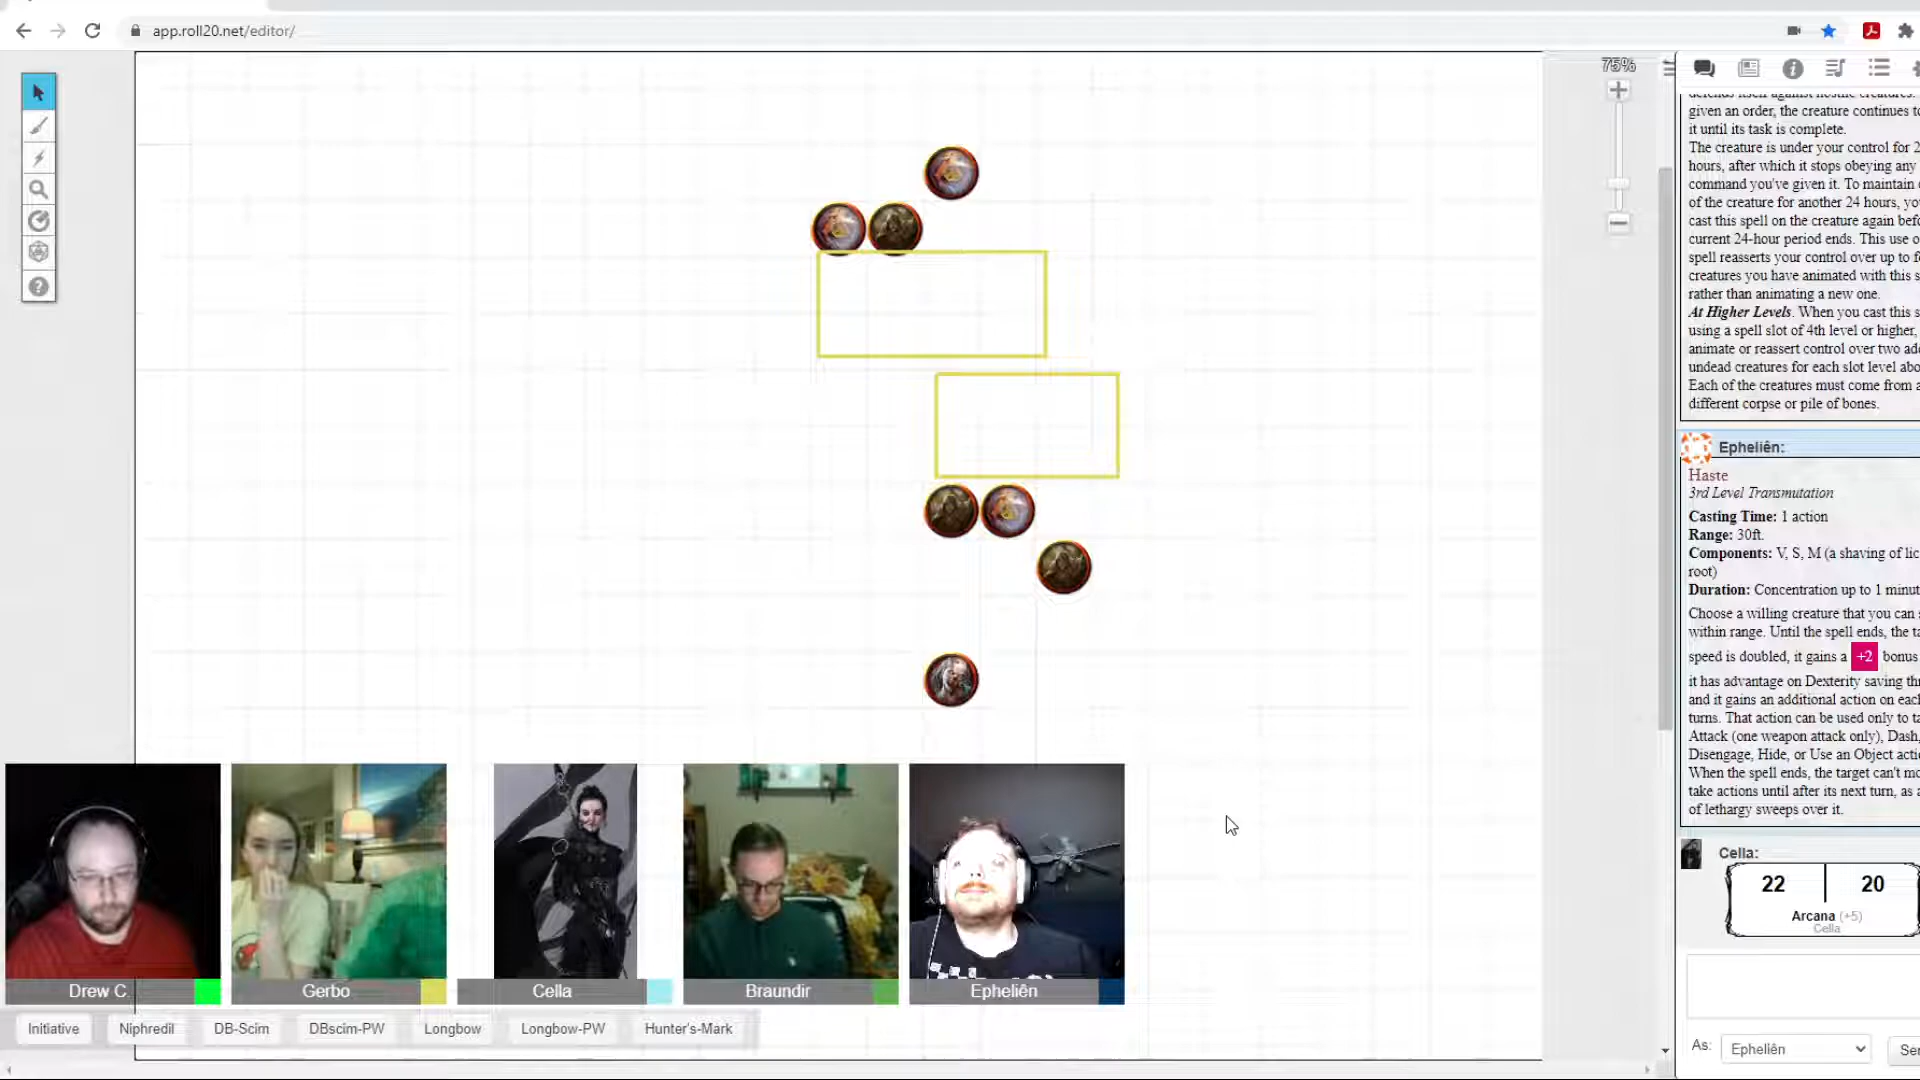 app.roll20.net/editor/
75%
given an order, the creature continues to
it until its task is complete.
The creature is under your control for 2
hours, after which it stops obeying any
command you've given it. To maintain
of the creature for another 24 hours, yo
cast this spell on the creature again bef
current 24-hour period ends. This use o
spell reasserts your control over up to f
creatures you have animated with this s
rather than animating a new one.
At Higher Levels. When you cast this s
using a spell slot of 4th level or higher,
animate or reassert control over two ad
undead creatures for each slot level abo
Each of the creatures must come from a
different corpse or pile of bones.
Epheliên:
Haste
3rd Level Transmutation
Casting Time: 1 action
Range: 30ft.
Components: V, S, M (a shaving of lic
root)
Duration: Concentration up to 1 minut
Choose a willing creature that you can s
within range. Until the spell ends, the ta
speed is doubled, it gains a +2 bonus
it has advantage on Dexterity saving thr
and it gains an additional action on each
turns. That action can be used only to ta
Attack (one weapon attack only), Dash,
Disengage, Hide, or Use an Object actio
When the spell ends, the target can't mo
take actions until after its next turn, as a
of lethargy sweeps over it.
Cella:
22 20
Arcana (+5)
Cella
Drew C.
Gerbo
Cella
Braundir
Epheliên
Initiative
Niphredil
DB-Scim
DBscim-PW
Longbow
Longbow-PW
Hunter's-Mark
As:
Epheliên
Sen